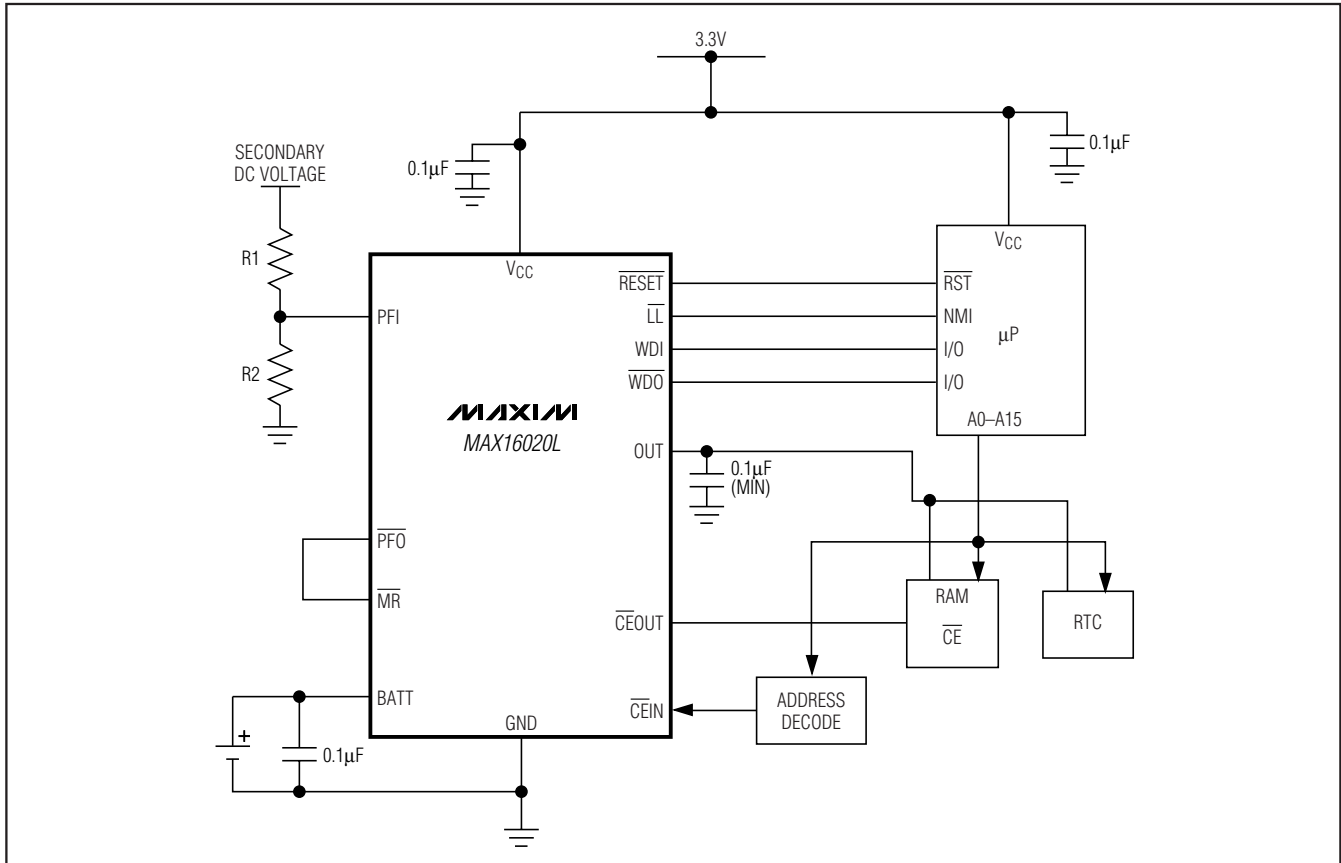 3.3V
0.1µF
0.1µF
SECONDARY
DC VOLTAGE
R1
R2
VCC
PFI
PFO
MR
BATT
GND
RESET
LL
WDI
WDO
OUT
CEOUT
CEIN
MAXIM
MAX16020L
VCC
RST
NMI
I/O
I/O
µP
A0–A15
0.1µF
(MIN)
RAM
CE
RTC
ADDRESS
DECODE
+
0.1µF